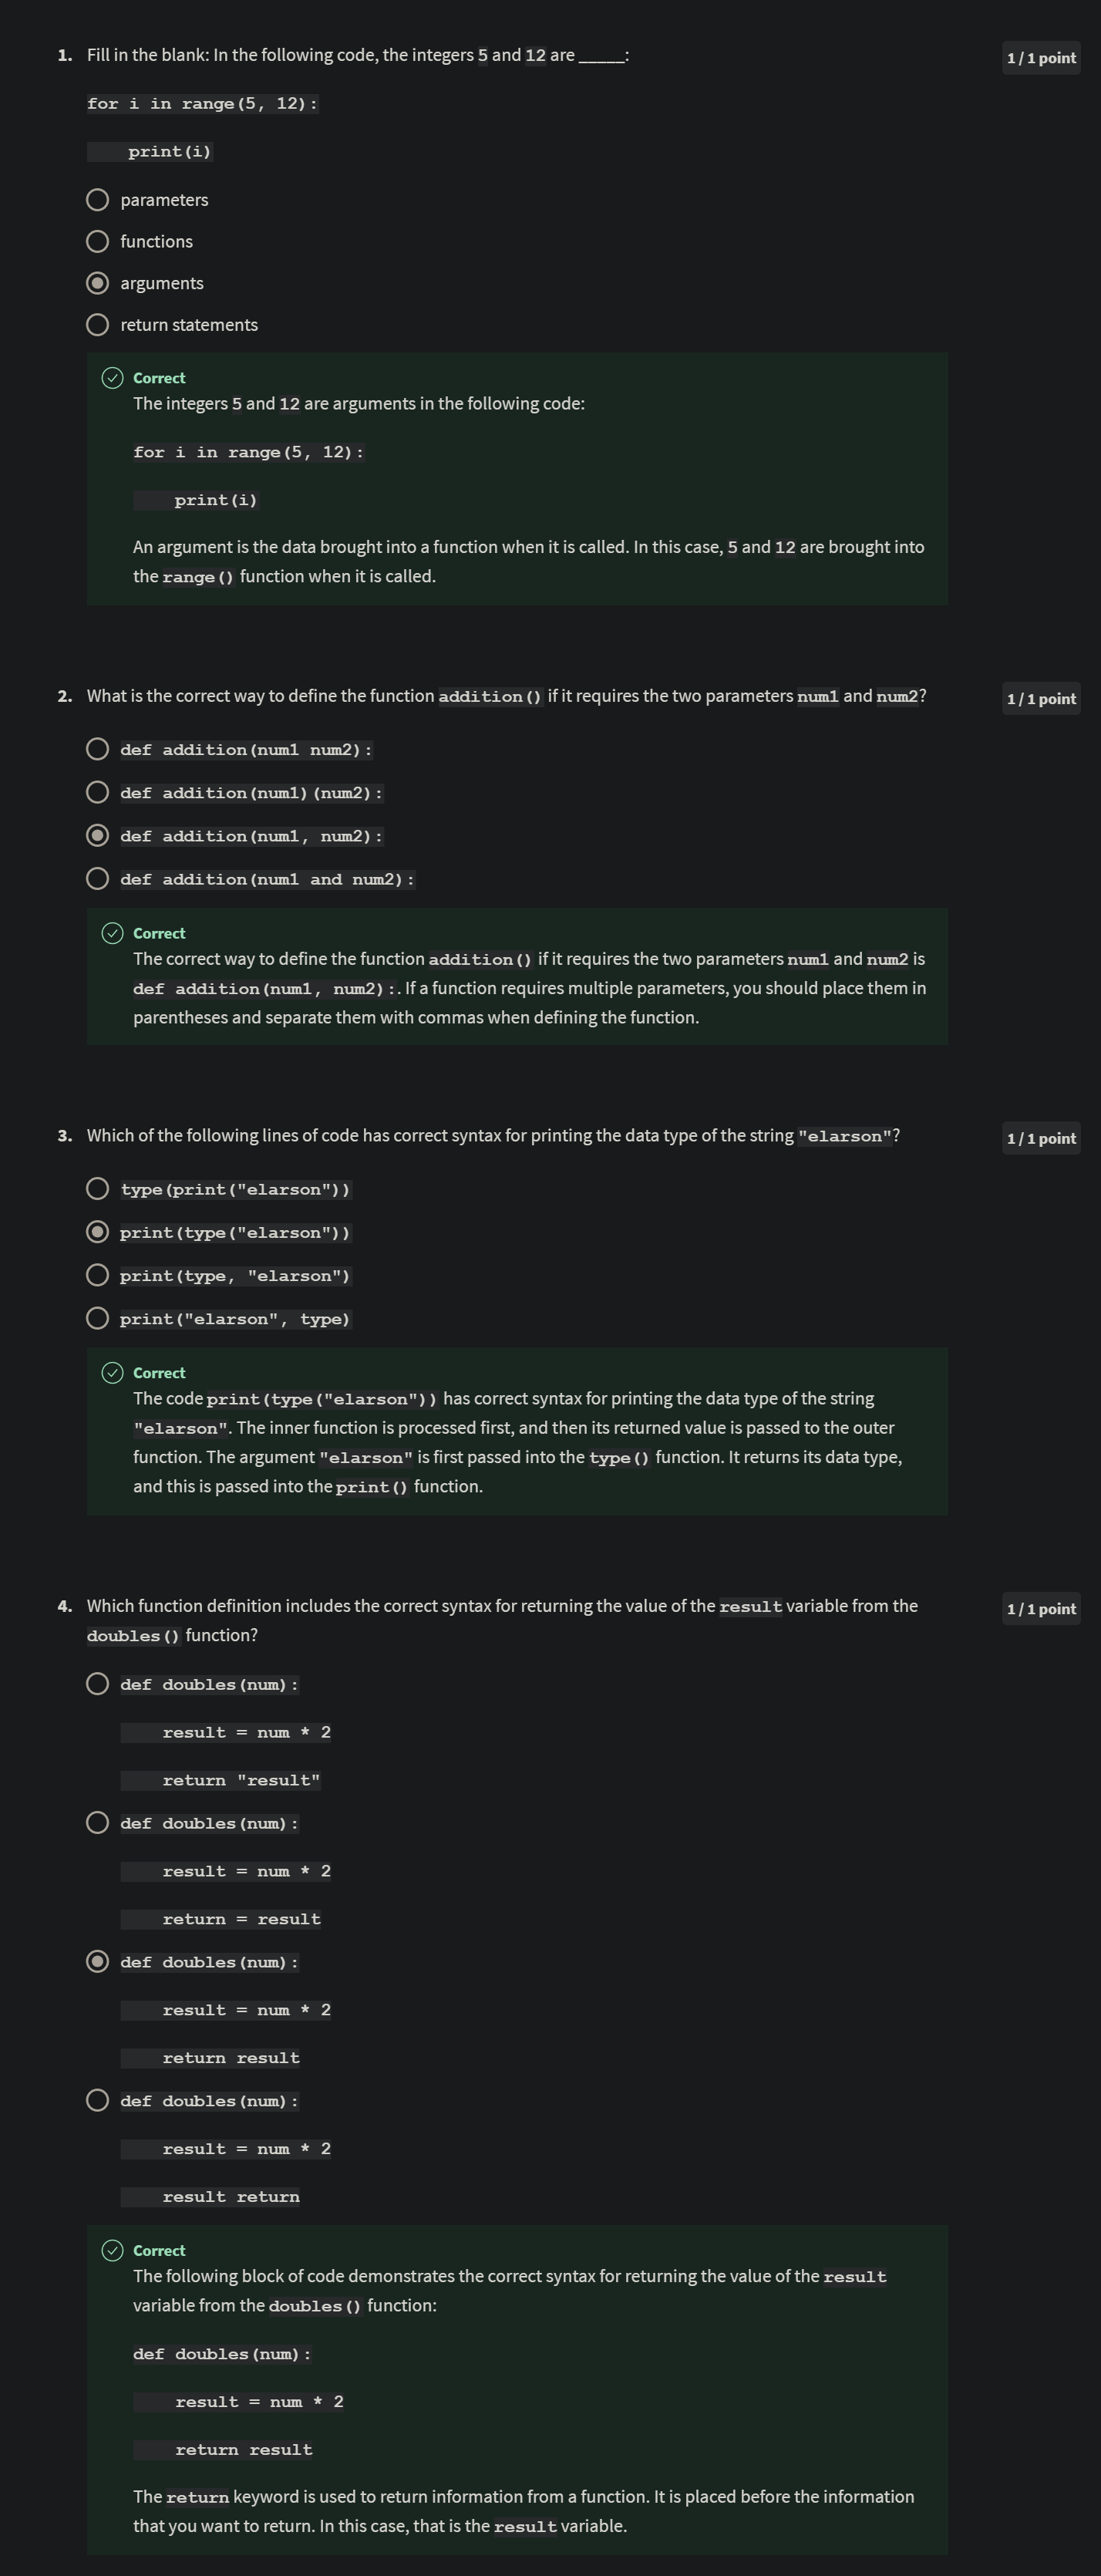 1. Fill in the blank: In the following code, the integers 5 and 12 are _____:
1 / 1 point
for i in range(5, 12):
    print(i)
parameters
functions
arguments
return statements
Correct
The integers 5 and 12 are arguments in the following code:
for i in range(5, 12):
    print(i)
An argument is the data brought into a function when it is called. In this case, 5 and 12 are brought into
the range() function when it is called.
2. What is the correct way to define the function addition() if it requires the two parameters num1 and num2?
1 / 1 point
def addition(num1 num2):
def addition(num1)(num2):
def addition(num1, num2):
def addition(num1 and num2):
Correct
The correct way to define the function addition() if it requires the two parameters num1 and num2 is
def addition(num1, num2):. If a function requires multiple parameters, you should place them in
parentheses and separate them with commas when defining the function.
3. Which of the following lines of code has correct syntax for printing the data type of the string "elarson"?
1 / 1 point
type(print("elarson"))
print(type("elarson"))
print(type, "elarson")
print("elarson", type)
Correct
The code print(type("elarson")) has correct syntax for printing the data type of the string
"elarson". The inner function is processed first, and then its returned value is passed to the outer
function. The argument "elarson" is first passed into the type() function. It returns its data type,
and this is passed into the print() function.
4. Which function definition includes the correct syntax for returning the value of the result variable from the
1 / 1 point
doubles() function?
def doubles(num):
    result = num * 2
    return "result"
def doubles(num):
    result = num * 2
    return = result
def doubles(num):
    result = num * 2
    return result
def doubles(num):
    result = num * 2
    result return
Correct
The following block of code demonstrates the correct syntax for returning the value of the result
variable from the doubles() function:
def doubles(num):
    result = num * 2
    return result
The return keyword is used to return information from a function. It is placed before the information
that you want to return. In this case, that is the result variable.